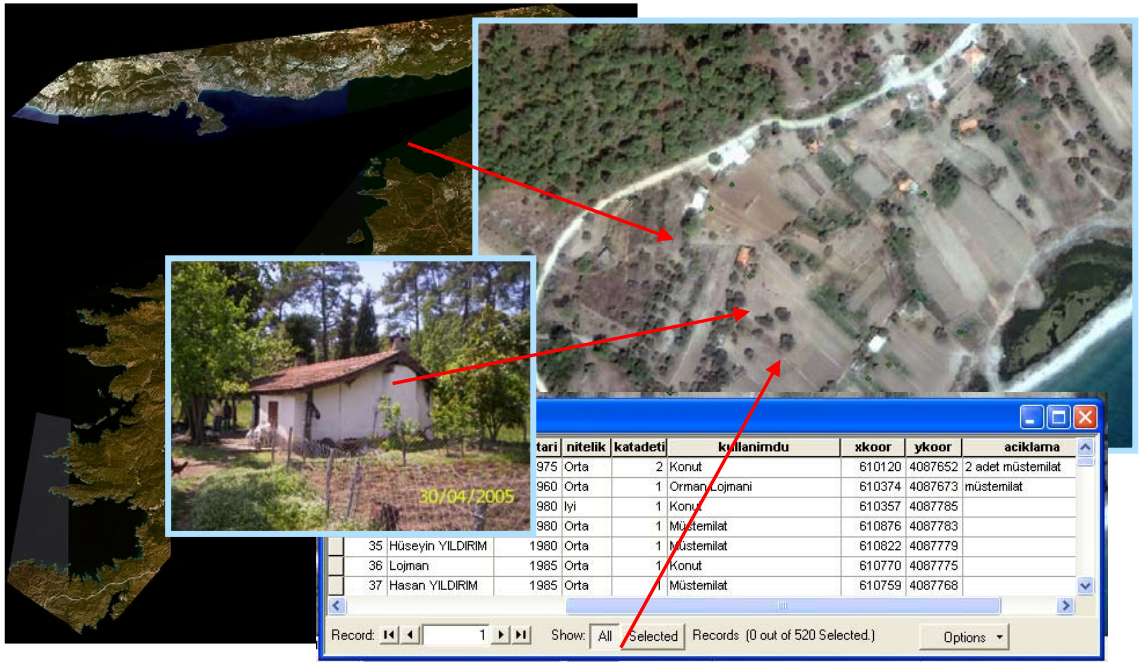 30/04/2005
tari nitelik katadeti kullanimdu xkoor ykoor aciklama
975 Orta 2 Konut 610120 4087652 2 adet müstemilat
960 Orta 1 Orman Lojmani 610374 4087673 müstemilat
980 Iyi 1 Konut 610357 4087785
980 Orta 1 Müstemilat 610876 4087783
35 Hüseyin YILDIRIM 1980 Orta 1 Müstemilat 610822 4087779
36 Lojman 1985 Orta 1 Konut 610770 4087775
37 Hasan YILDIRIM 1985 Orta 1 Müstemilat 610759 4087768
Record: 1 Show: All Selected Records (0 out of 520 Selected.) Options